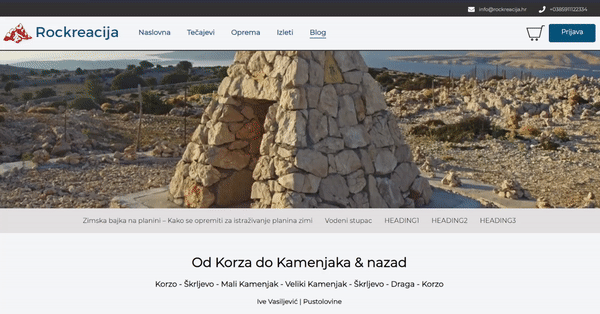 info@rockreacija.hr +0385911122334
Rockreacija Naslovna Tečajevi Oprema Izleti Blog Prijava
Zimska bajka na planini – Kako se opremiti za istraživanje planina zimi Vodeni stupac HEADING1 HEADING2 HEADING3
Od Korza do Kamenjaka & nazad
Korzo - Škrljevo - Mali Kamenjak - Veliki Kamenjak - Škrljevo - Draga - Korzo
Ive Vasiljević | Pustolovine